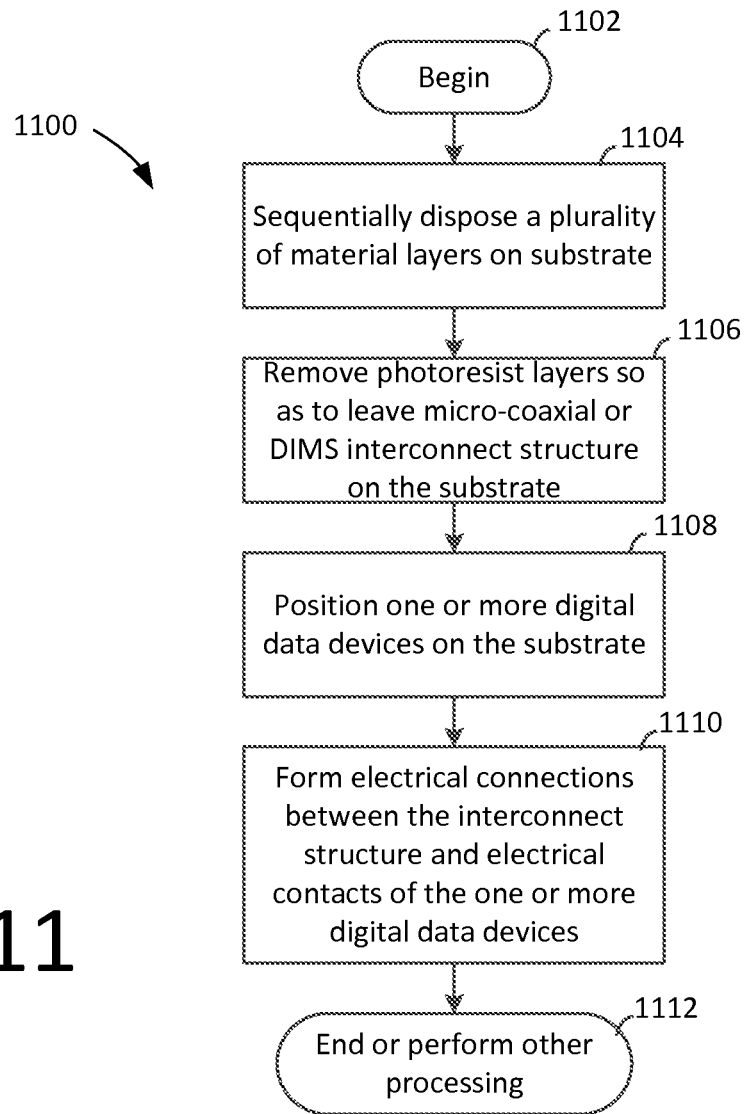 1102
Begin
1100
1104
Sequentially dispose a plurality
of material layers on substrate
1106
Remove photoresist layers so
as to leave micro-coaxial or
DIMS interconnect structure
on the substrate
1108
Position one or more digital
data devices on the substrate
1110
Form electrical connections
between the interconnect
structure and electrical
contacts of the one or more
digital data devices
11
1112
End or perform other
processing